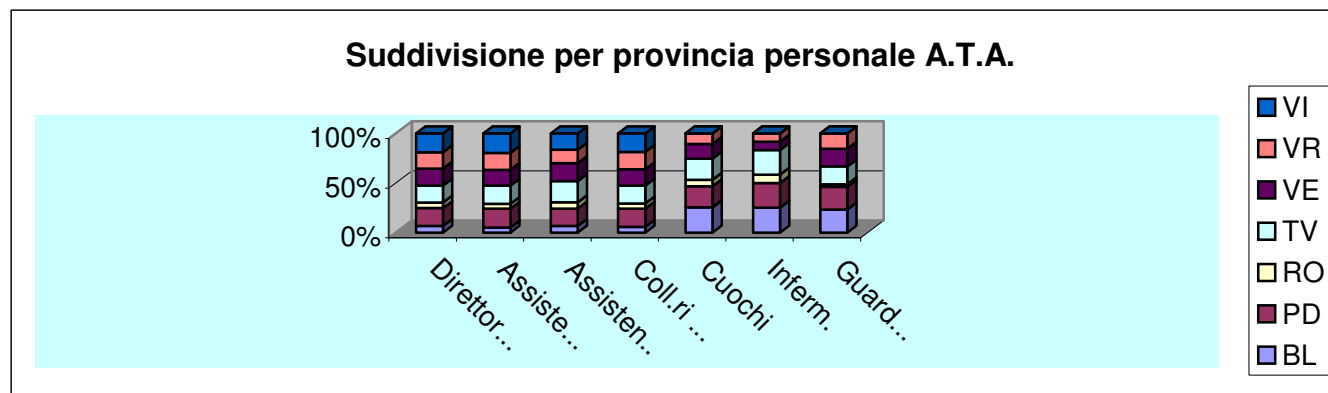 Suddivisione per provincia personale A.T.A.
100%
50%
0%
Direttor...
Assiste...
Assisten..
Coll.ri ...
Cuochi
Inferm.
Guard...
VI
VR
VE
TV
RO
PD
BL